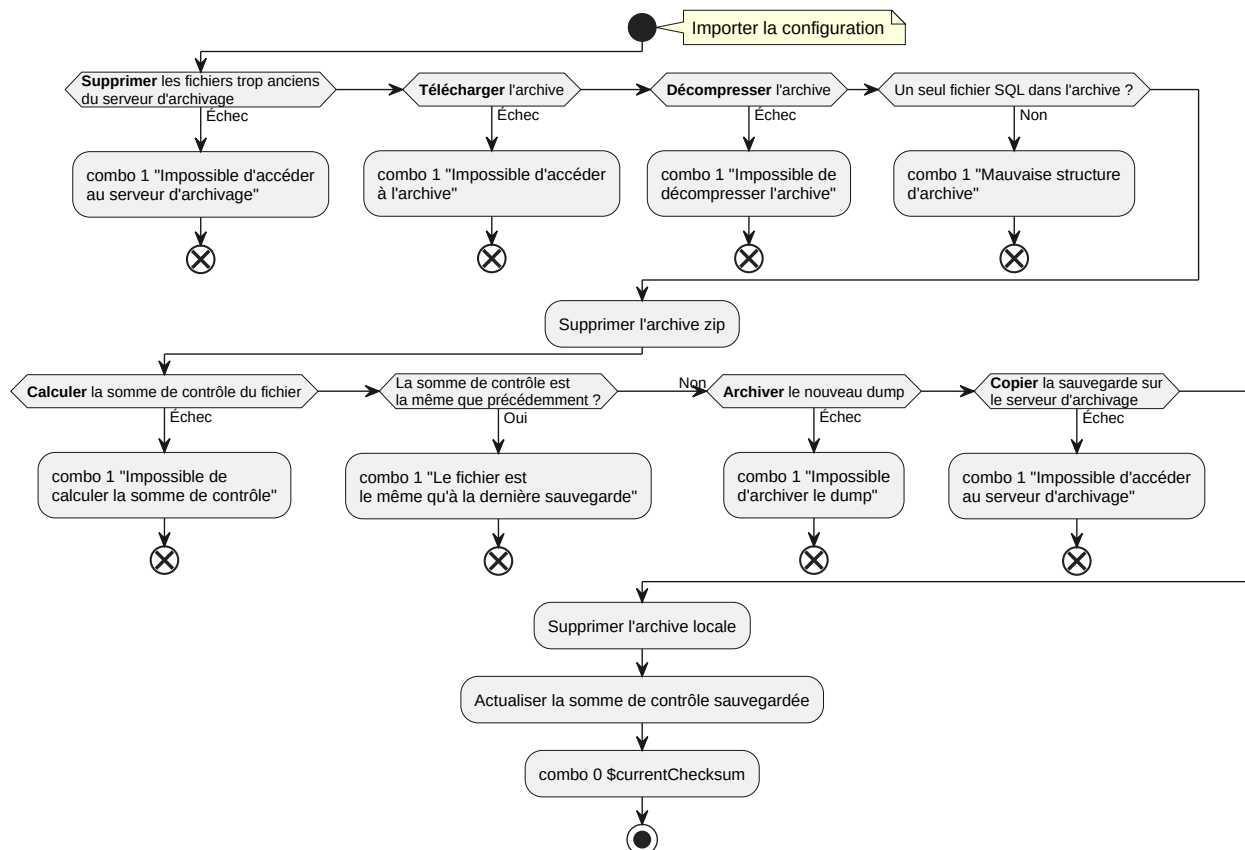 Importer la configuration
Supprimer les fichiers trop anciens
du serveur d'archivage
Télécharger l'archive
Décompresser l'archive
Un seul fichier SQL dans l'archive ?
Échec
Échec
Échec
Non
combo 1 "Impossible d'accéder
au serveur d'archivage"
combo 1 "Impossible d'accéder
à l'archive"
combo 1 "Impossible de
décompresser l'archive"
combo 1 "Mauvaise structure
d'archive"
Supprimer l'archive zip
Calculer la somme de contrôle du fichier
La somme de contrôle est
la même que précédemment ?
Non
Archiver le nouveau dump
Copier la sauvegarde sur
le serveur d'archivage
Échec
Oui
Échec
Échec
combo 1 "Impossible de
calculer la somme de contrôle"
combo 1 "Le fichier est
le même qu'à la dernière sauvegarde"
combo 1 "Impossible
d'archiver le dump"
combo 1 "Impossible d'accéder
au serveur d'archivage"
Supprimer l'archive locale
Actualiser la somme de contrôle sauvegardée
combo 0 $currentChecksum